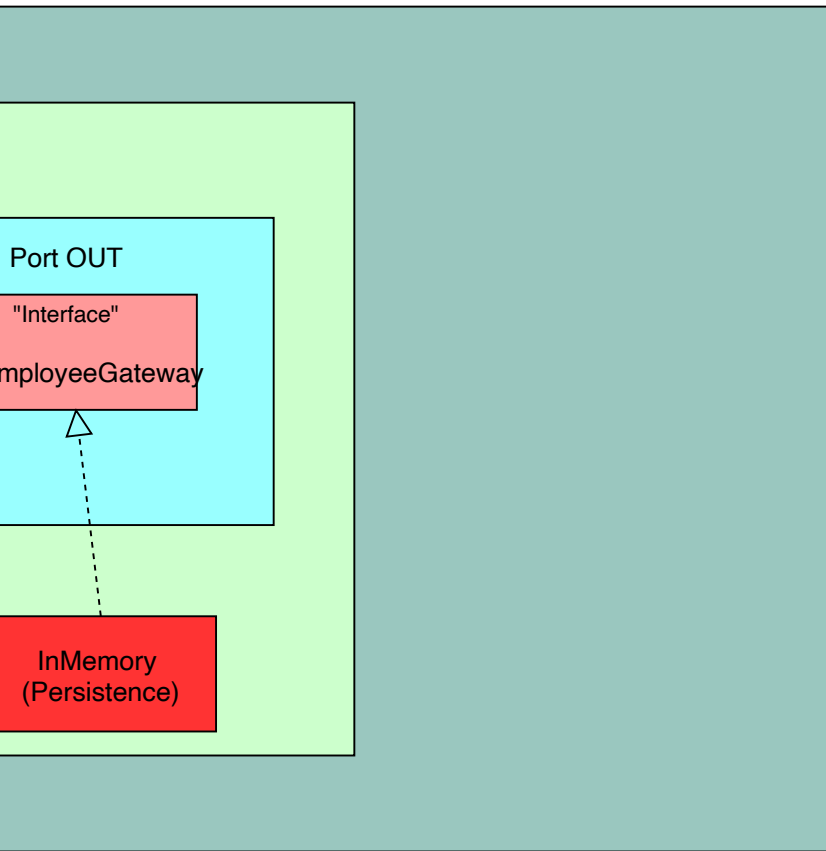 Port OUT
"Interface"
mployeeGateway
InMemory
(Persistence)